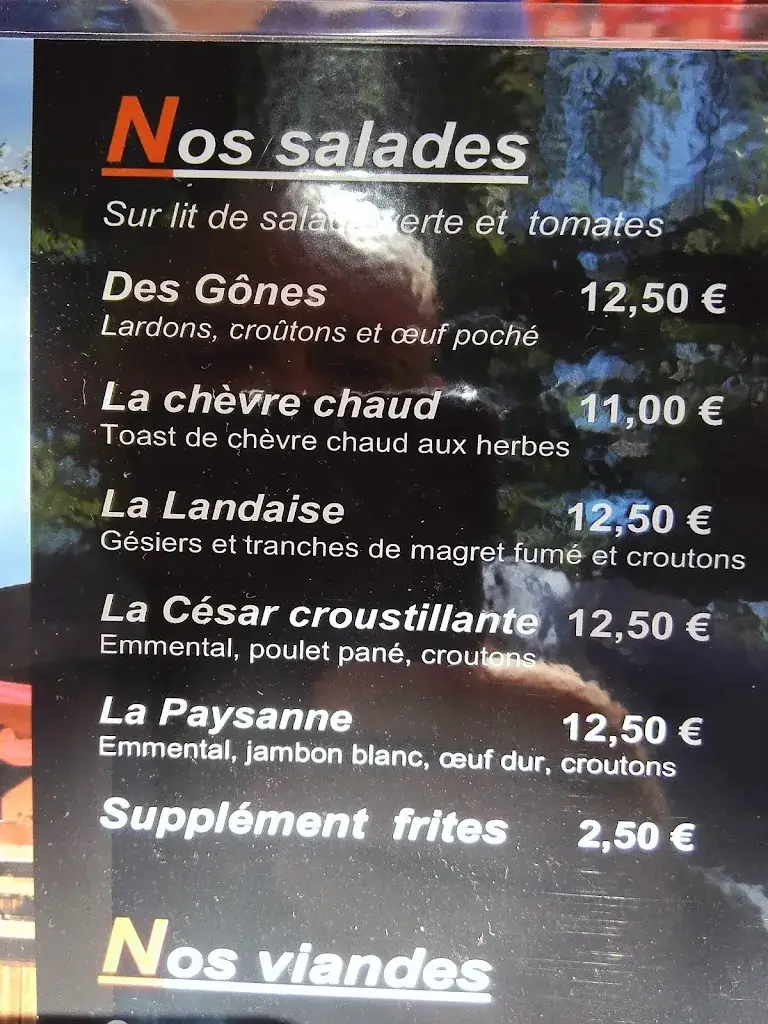 Nos salades
Sur lit de salade verte et tomates
Des Gônes 12,50 €
Lardons, croûtons et œuf poché
La chèvre chaud 11,00 €
Toast de chèvre chaud aux herbes
La Landaise 12,50 €
Gésiers et tranches de magret fumé et croutons
La César croustillante 12,50 €
Emmental, poulet pané, croutons
La Paysanne 12,50 €
Emmental, jambon blanc, œuf dur, croutons
Supplément frites 2,50 €
Nos viandes